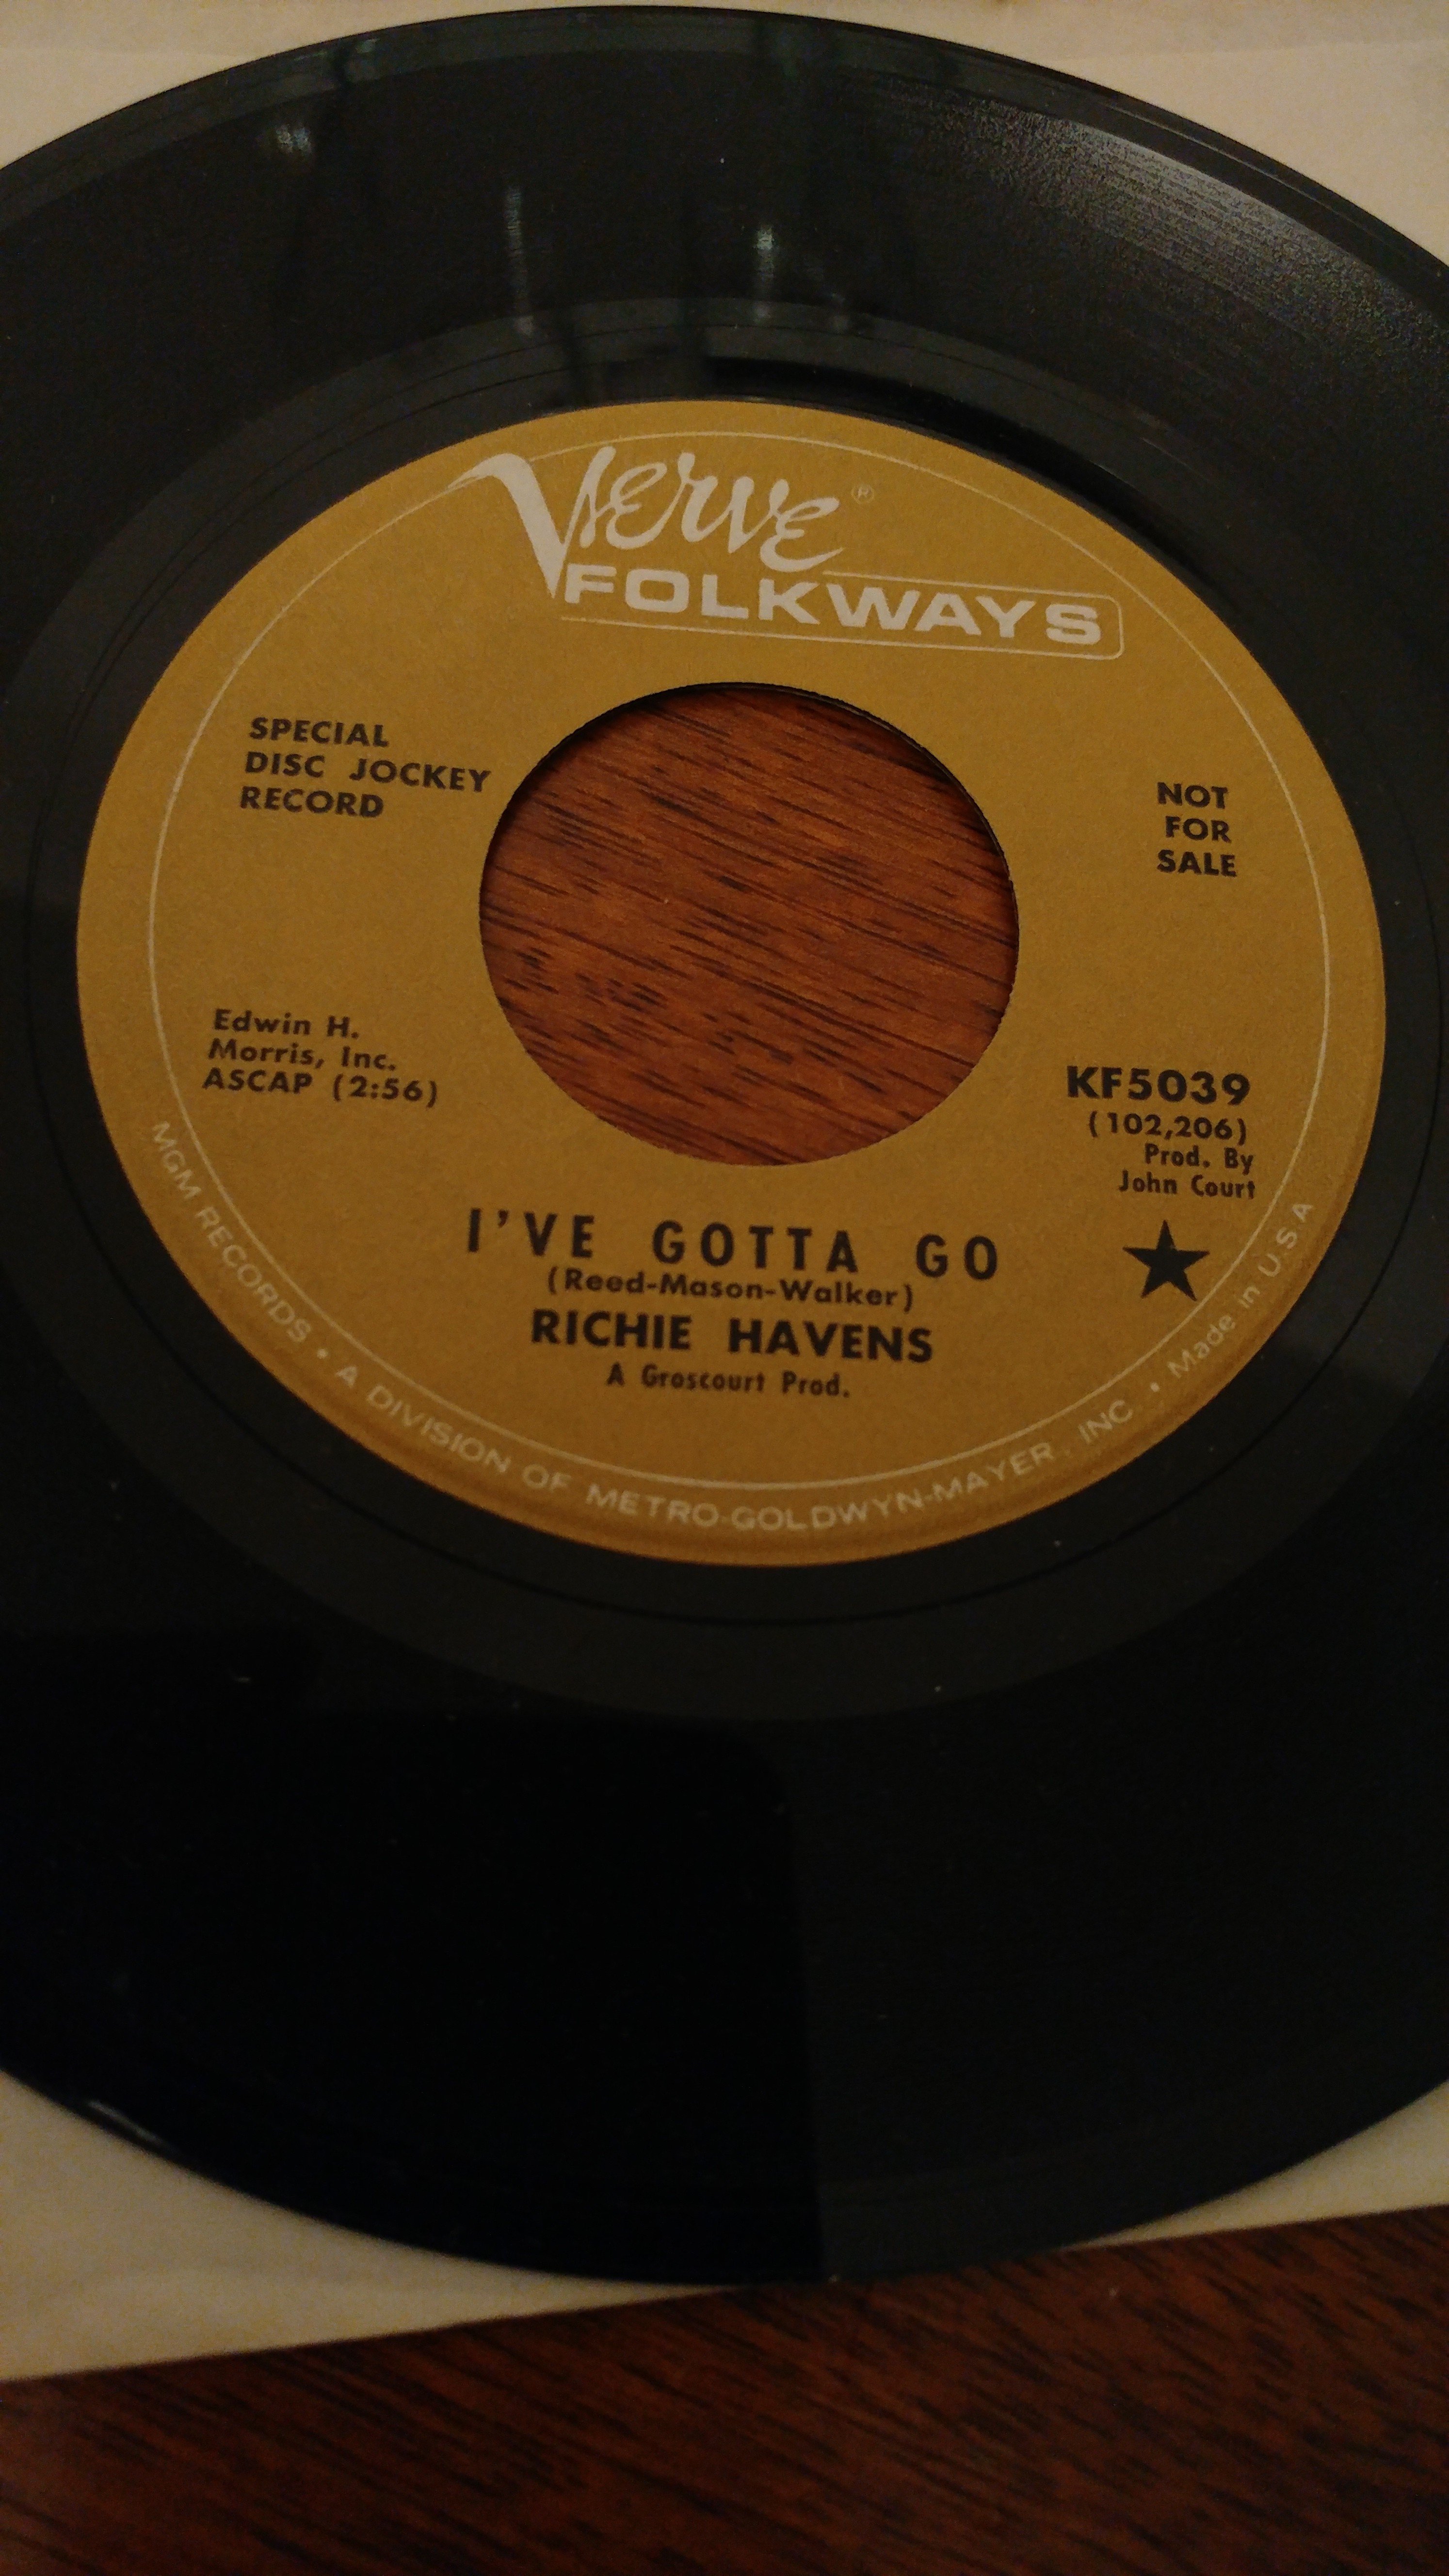 Verve ®
FOLKWAYS
SPECIAL
DISC JOCKEY
RECORD
NOT
FOR
SALE
Edwin H.
Morris, Inc.
ASCAP (2:56)
KF5039
(102,206)
Prod. By
John Court
I'VE GOTTA GO
(Reed-Mason-Walker)
RICHIE HAVENS
A Groscourt Prod.
MGM RECORDS • A DIVISION OF METRO-GOLDWYN-MAYER, INC. • Made in U.S.A